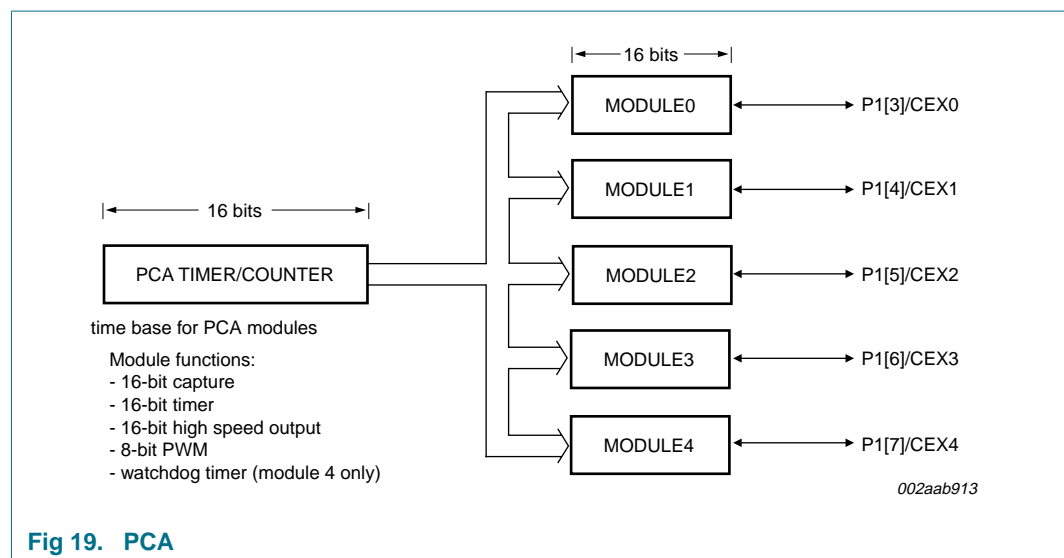 16 bits
MODULE0
P1[3]/CEX0
MODULE1
P1[4]/CEX1
16 bits
PCA TIMER/COUNTER
MODULE2
P1[5]/CEX2
time base for PCA modules
Module functions:
- 16-bit capture
- 16-bit timer
- 16-bit high speed output
- 8-bit PWM
- watchdog timer (module 4 only)
MODULE3
P1[6]/CEX3
MODULE4
P1[7]/CEX4
002aab913
Fig 19. PCA